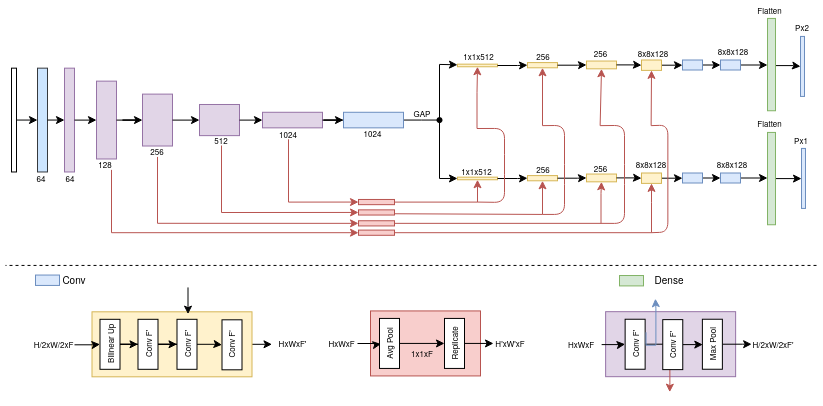 Flatten
Px2
1x1x512
256
256
8x8x128
8x8x128
GAP
Flatten
Px1
1024
1024
512
256
128
64
64
1x1x512
256
256
8x8x128
8x8x128
Conv
Dense
H/2xW/2xF
Bilinear Up
Conv F'
Conv F'
Conv F'
HxWxF'
HxWxF
Avg Pool
1x1xF
Replicate
H'xW'xF
HxWxF
Conv F'
Conv F'
Max Pool
H/2xW/2xF'